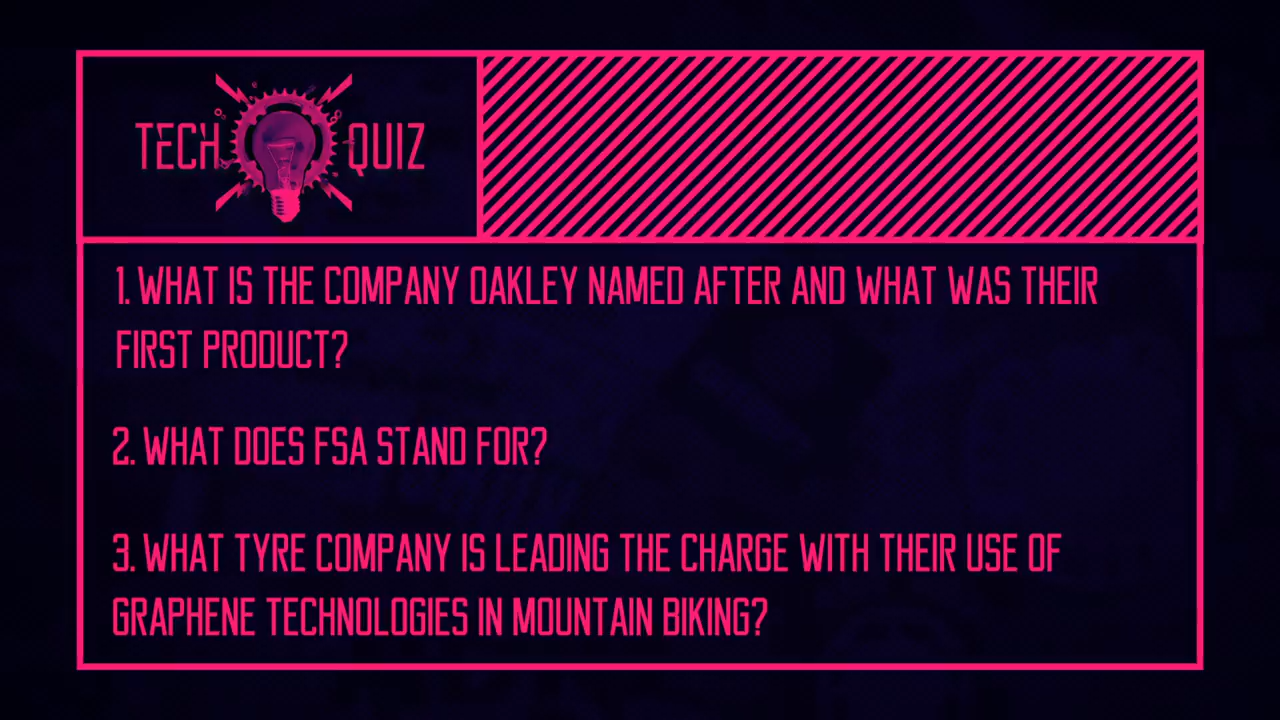 TECH QUIZ
1. WHAT IS THE COMPANY OAKLEY NAMED AFTER AND WHAT WAS THEIR
FIRST PRODUCT?
2. WHAT DOES FSA STAND FOR?
3. WHAT TYRE COMPANY IS LEADING THE CHARGE WITH THEIR USE OF
GRAPHENE TECHNOLOGIES IN MOUNTAIN BIKING?